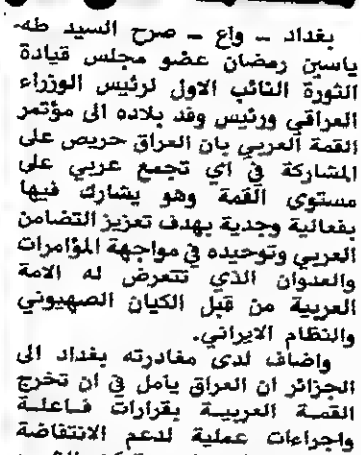 بغداد ــ واع ــ صرح السيد طه
ياسين رمضان عضو مجلس قيادة
الثورة النائب الاول لرئيس الوزراء
العراقي ورئيس وفد بلاده الى مؤتمر
القمة العربي بان العراق حريص على
المشاركة في اي تجمع عربي على
مستوى القمة وهو يشارك فيها
بفعالية وجدية بهدف تعزيز التضامن
العربي وتوحيده في مواجهة المؤامرات
والعدوان الذي تتعرض له الامة
العربية من قبل الكيان الصهيوني
والنظام الايراني.
واضاف لدى مغادرته بغداد الى
الجزائر ان العراق يامل في ان تخرج
القمة العربية بقرارات فاعلة
واجراءات عملية لدعم الانتفاضة